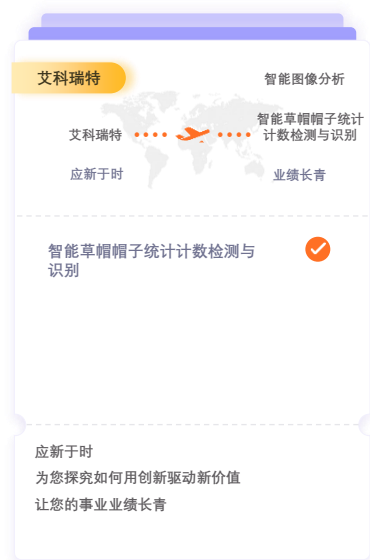 艾科瑞特
智能图像分析
艾科瑞特
智能草帽帽子统计
计数检测与识别
应新于时
业绩长青
智能草帽帽子统计计数检测与
识别
应新于时
为您探究如何用创新驱动新价值
让您的事业业绩长青